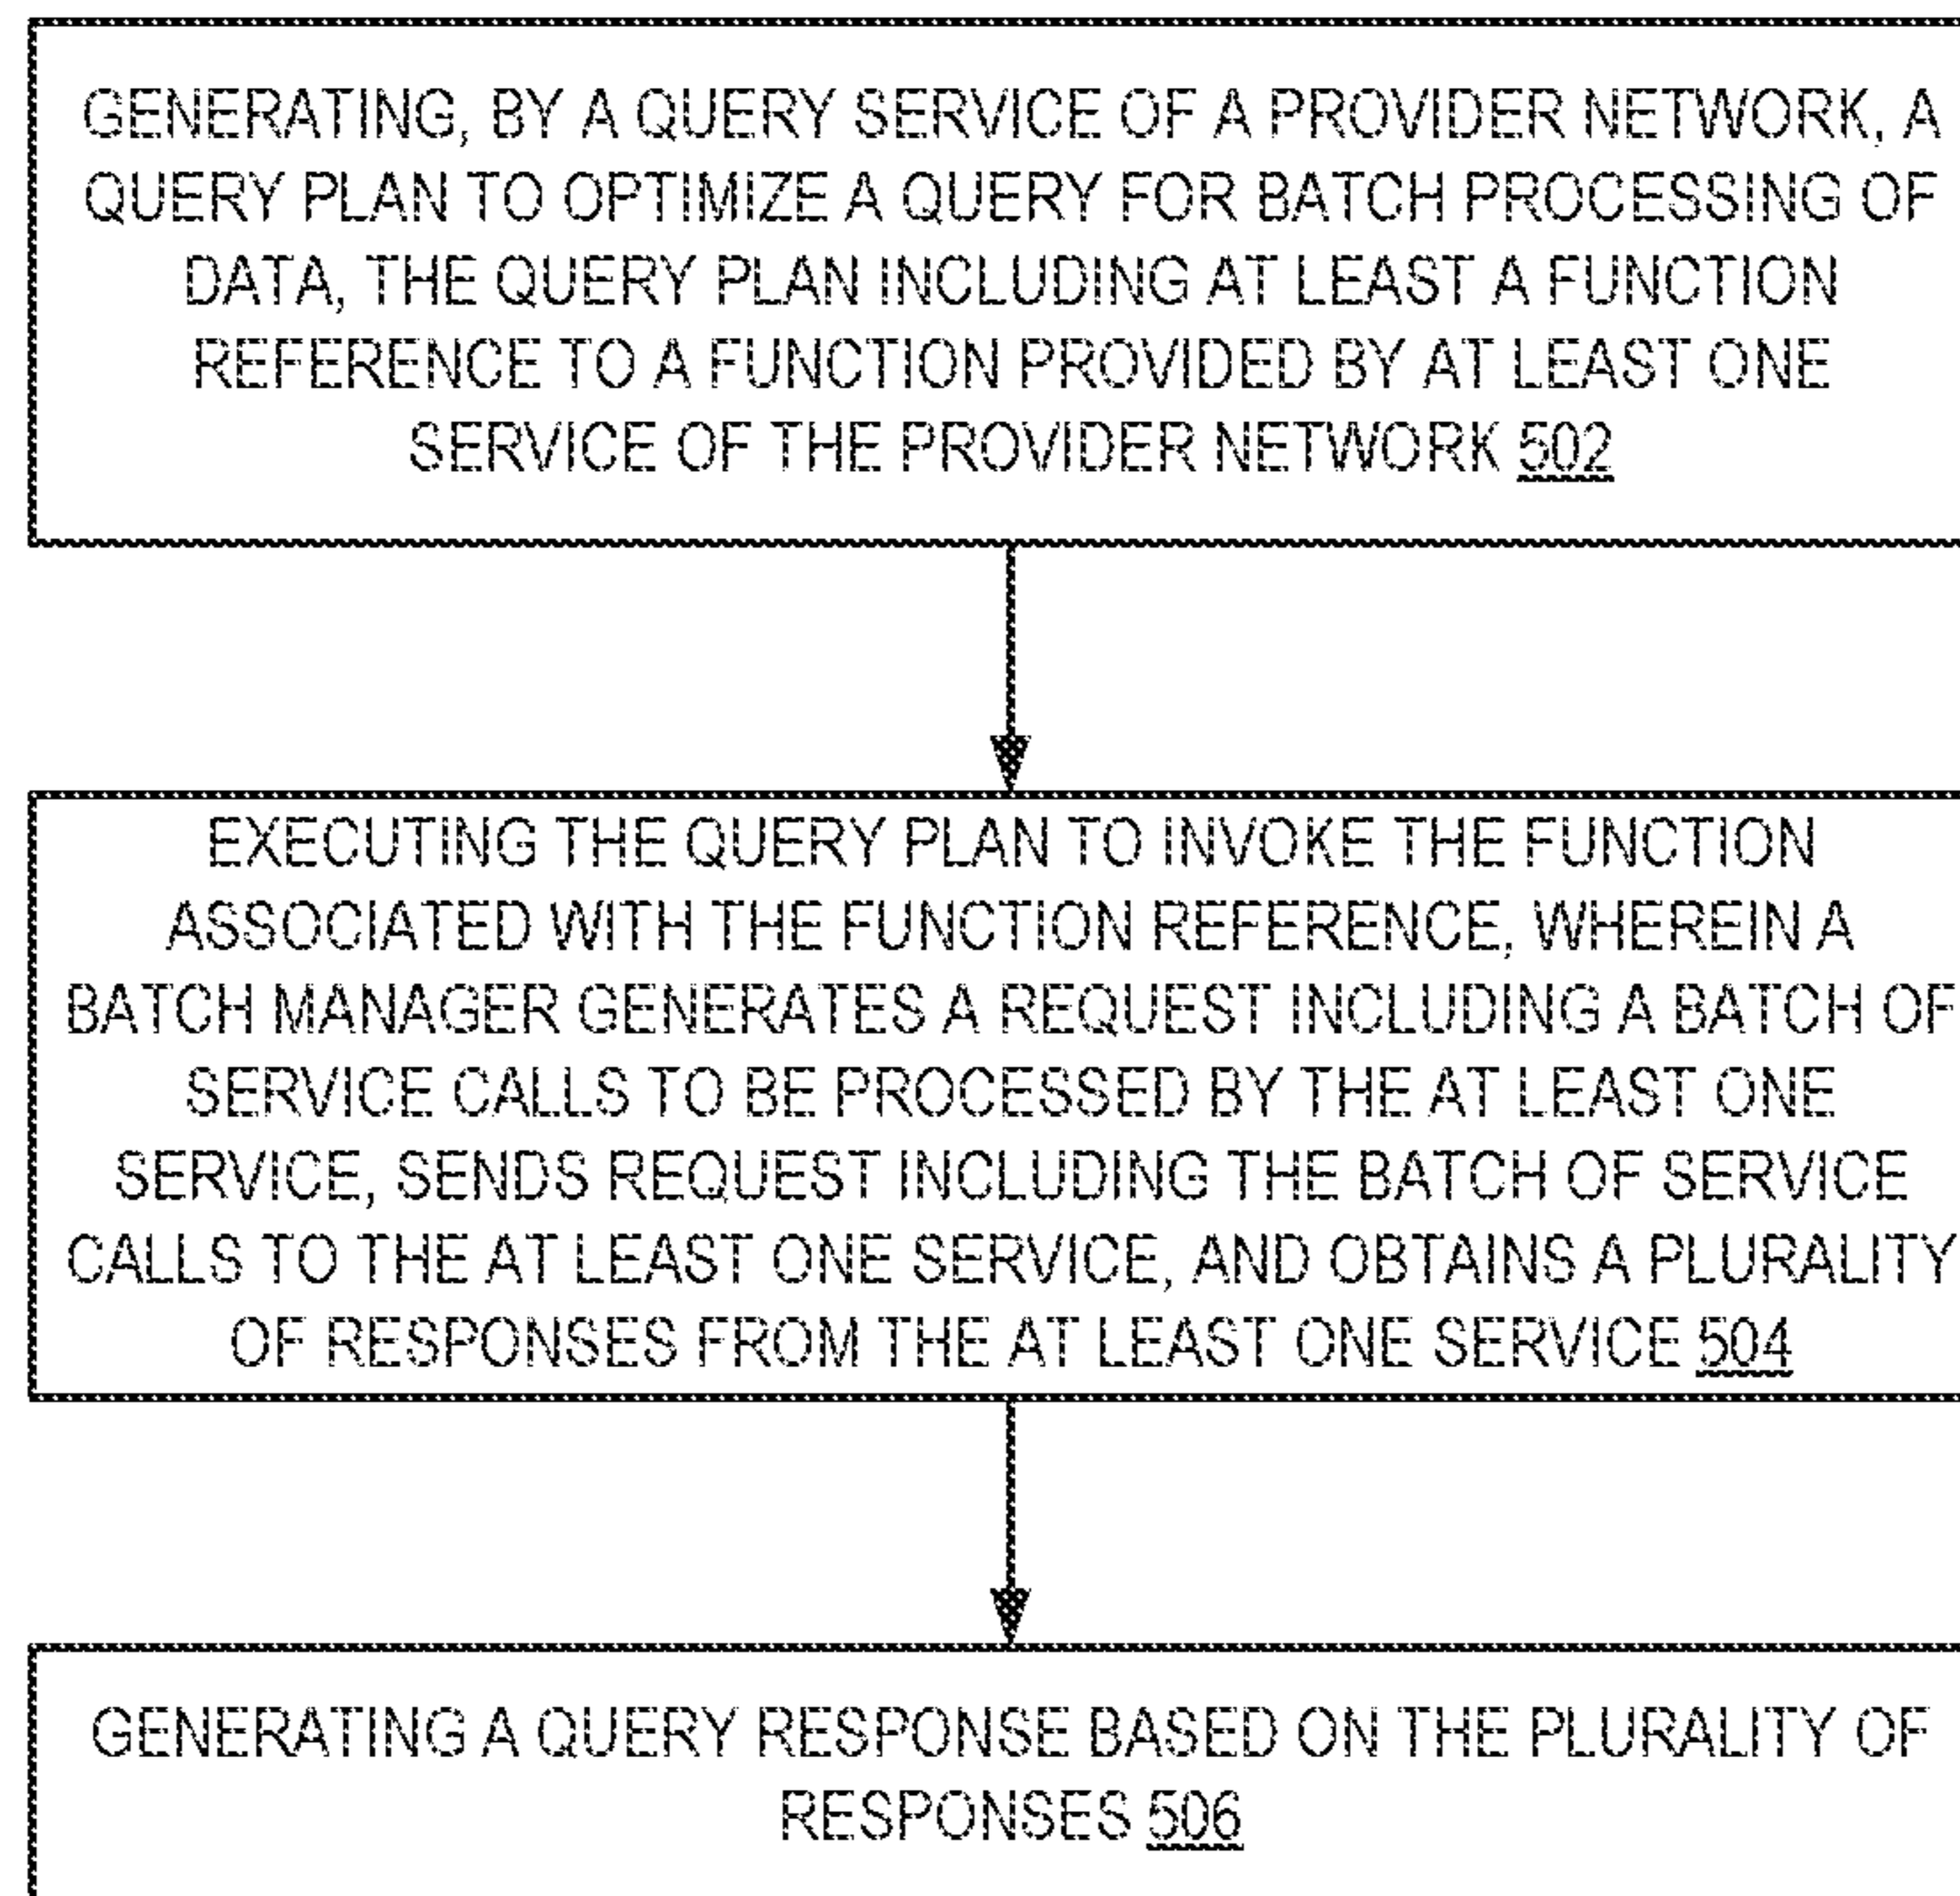 GENERATING, BY A QUERY SERVICE OF A PROVIDER NETWORK, A
QUERY PLAN TO OPTIMIZE A QUERY FOR BATCH PROCESSING OF
DATA, THE QUERY PLAN INCLUDING AT LEAST A FUNCTION
REFERENCE TO A FUNCTION PROVIDED BY AT LEAST ONE
SERVICE OF THE PROVIDER NETWORK 502
EXECUTING THE QUERY PLAN TO INVOKE THE FUNCTION
ASSOCIATED WITH THE FUNCTION REFERENCE, WHEREIN A
BATCH MANAGER GENERATES A REQUEST INCLUDING A BATCH OF
SERVICE CALLS TO BE PROCESSED BY THE AT LEAST ONE
SERVICE, SENDS REQUEST INCLUDING THE BATCH OF SERVICE
CALLS TO THE AT LEAST ONE SERVICE, AND OBTAINS A PLURALITY
OF RESPONSES FROM THE AT LEAST ONE SERVICE 504
GENERATING A QUERY RESPONSE BASED ON THE PLURALITY OF
RESPONSES 506